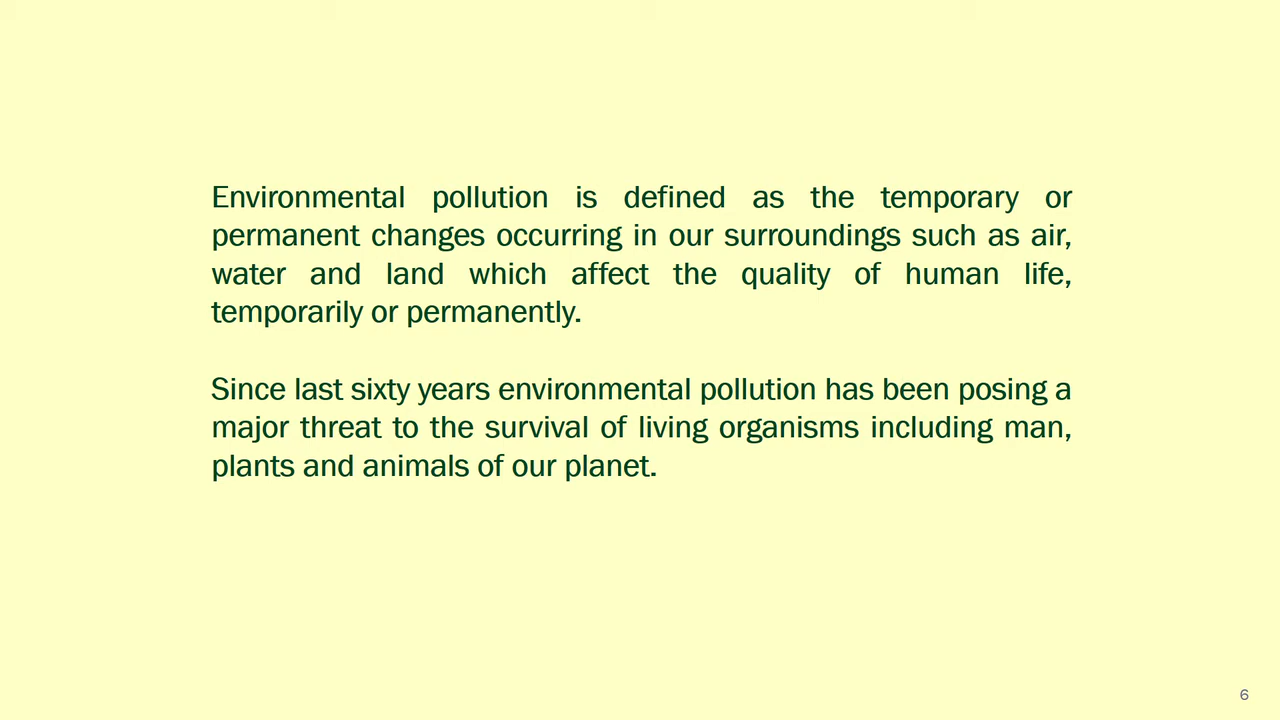 Environmental pollution is defined as the temporary or
permanent changes occurring in our surroundings such as air,
water and land which affect the quality of human life,
temporarily or permanently.
Since last sixty years environmental pollution has been posing a
major threat to the survival of living organisms including man,
plants and animals of our planet.
6